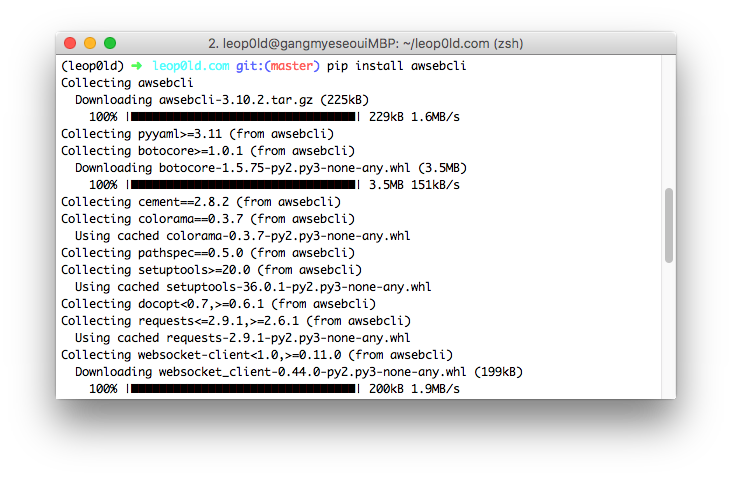 2. leop0ld@gangmyeseouiMBP: ~/leop0ld.com (zsh)
(leop0ld) ➜  leop0ld.com git:(master) pip install awsebcli
Collecting awsebcli
  Downloading awsebcli-3.10.2.tar.gz (225kB)
    100% |████████████████████████████████| 229kB 1.6MB/s
Collecting pyyaml>=3.11 (from awsebcli)
Collecting botocore>=1.0.1 (from awsebcli)
  Downloading botocore-1.5.75-py2.py3-none-any.whl (3.5MB)
    100% |████████████████████████████████| 3.5MB 151kB/s
Collecting cement==2.8.2 (from awsebcli)
Collecting colorama==0.3.7 (from awsebcli)
  Using cached colorama-0.3.7-py2.py3-none-any.whl
Collecting pathspec==0.5.0 (from awsebcli)
Collecting setuptools>=20.0 (from awsebcli)
  Using cached setuptools-36.0.1-py2.py3-none-any.whl
Collecting docopt<0.7,>=0.6.1 (from awsebcli)
Collecting requests<=2.9.1,>=2.6.1 (from awsebcli)
  Using cached requests-2.9.1-py2.py3-none-any.whl
Collecting websocket-client<1.0,>=0.11.0 (from awsebcli)
  Downloading websocket_client-0.44.0-py2.py3-none-any.whl (199kB)
    100% |████████████████████████████████| 200kB 1.9MB/s